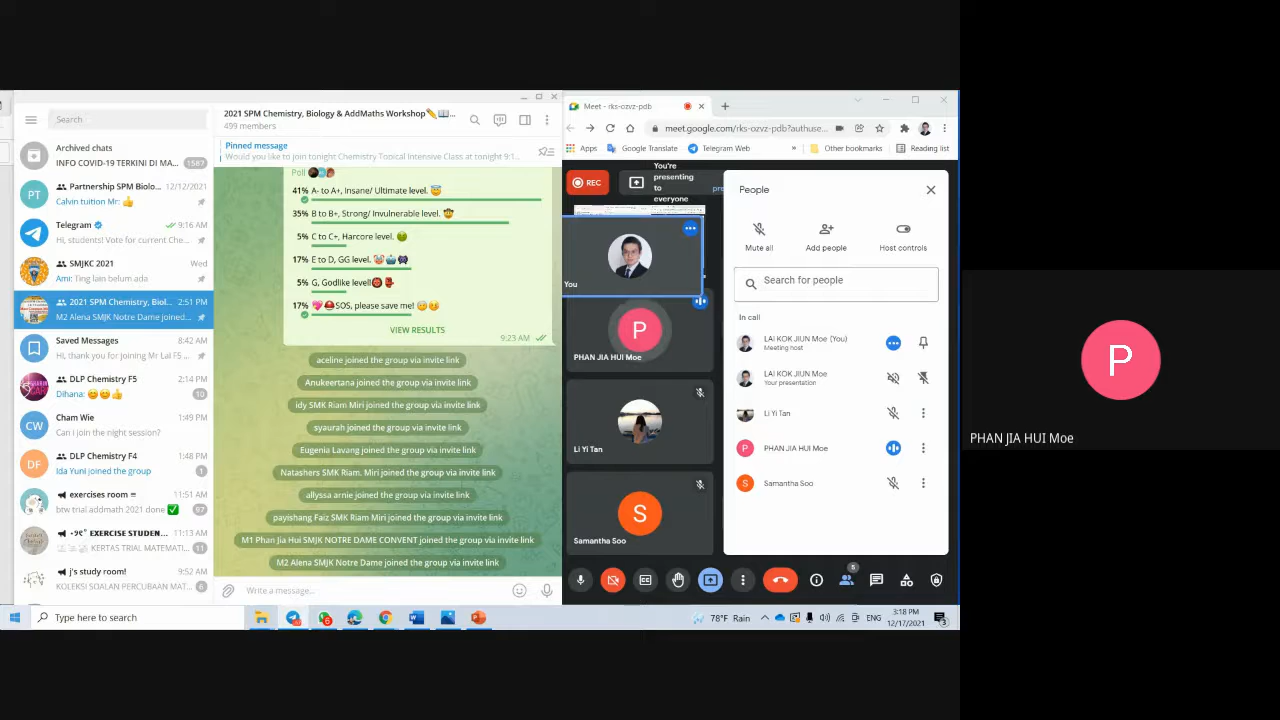 Search
Archived chats
INFO COVID-19 TERKINI DI MA...
1587
PT
Partnership SPM Biolo...
12/12/2021
Calvin tuition Mr: 👍
Telegram
9:16 AM
Hi, students! Vote for current Che...
SMJKC 2021
Wed
Ami: Ting lain belum ada
2021 SPM Chemistry, Biol...
2:51 PM
M2 Alena SMJK Notre Dame joined...
Saved Messages
8:42 AM
Hi, thank you for joining Mr Lai F5...
DLP Chemistry F5
2:14 PM
Dihana: 😊😊👍
10
CW
Cham Wie
1:49 PM
Can i join the night session?
DF
DLP Chemistry F4
1:48 PM
Ida Yuni joined the group
1
exercises room =
11:51 AM
btw trial addmath 2021 done ✅
97
EXERCISE STUDEN...
11:13 AM
KERTAS TRIAL MATEMATI...
11
j's study room!
11:03 AM
KOLEKSI SOALAN PERCUBAAN MAT...
6
2021 SPM Chemistry, Biology & AddMaths Workshop✏️📖...
499 members
Pinned message
Would you like to join tonight Chemistry Topical Intensive Class at tonight 9:1...
Poll
41% A- to A+, Insane/ Ultimate level. 😇
35% B to B+, Strong/ Invulnerable level. 🤠
5% C to C+, Harcore level. 🤢
17% E to D, GG level. 🤡🤖👾
5% G, Godlike level!👹👺
17% 💖⛑️SOS, please save me! 😇🥴
VIEW RESULTS
9:23 AM
aceline joined the group via invite link
Anukeertana joined the group via invite link
idy SMK Riam Miri joined the group via invite link
syaurah joined the group via invite link
Eugenia Lavang joined the group via invite link
Natashers SMK Riam. Miri joined the group via invite link
allyssa arnie joined the group via invite link
payishang Faiz SMK Riam Miri joined the group via invite link
M1 Phan Jia Hui SMJK NOTRE DAME CONVENT joined the group via invite link
M2 Alena SMJK Notre Dame joined the group via invite link
Write a message...
Meet - rks-ozvz-pdb
meet.google.com/rks-ozvz-pdb?authuse...
Apps
Google Translate
Telegram Web
»
Other bookmarks
Reading list
REC
You're
presenting
to
everyone
pre
You
P
PHAN JIA HUI Moe
Li Yi Tan
S
Samantha Soo
People
Mute all
Add people
Host controls
Search for people
In call
LAI KOK JIUN Moe (You)
Meeting host
LAI KOK JIUN Moe
Your presentation
Li Yi Tan
P
PHAN JIA HUI Moe
S
Samantha Soo
5
Type here to search
6
78°F Rain
ENG
3:18 PM
12/17/2021
3
P
PHAN JIA HUI Moe